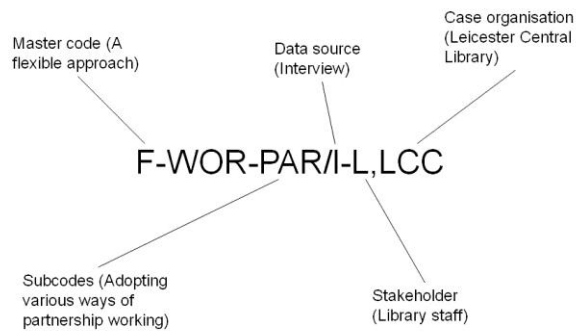 Master code (A
flexible approach)
Data source
(Interview)
Case organisation
(Leicester Central
Library)
F-WOR-PAR/I-L,LCC
Subcodes (Adopting
various ways of
partnership working)
Stakeholder
(Library staff)